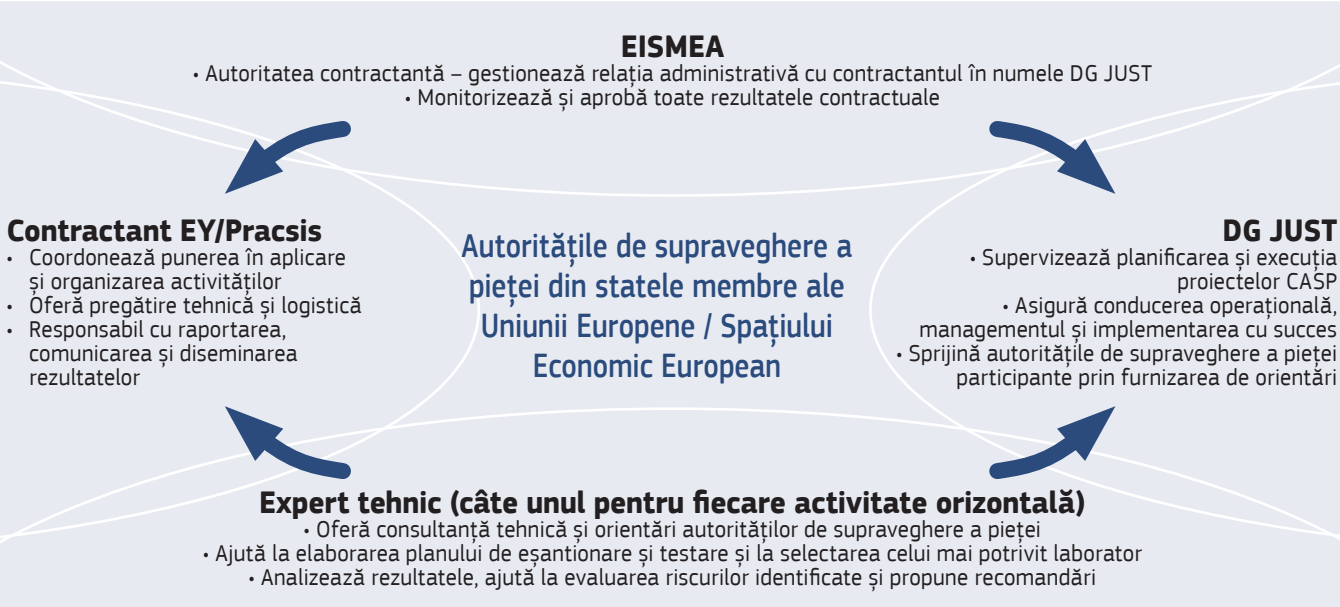 EISMEA
• Autoritatea contractantă – gestionează relația administrativă cu contractantul în numele DG JUST
• Monitorizează și aprobă toate rezultatele contractuale
Contractant EY/Pracsis
• Coordonează punerea în aplicare
și organizarea activităților
• Oferă pregătire tehnică și logistică
• Responsabil cu raportarea,
comunicarea și diseminarea
rezultatelor
Autoritățile de supraveghere a
pieței din statele membre ale
Uniunii Europene / Spațiului
Economic European
DG JUST
• Supervizează planificarea și execuția
proiectelor CASP
• Asigură conducerea operațională,
managementul și implementarea cu succes
• Sprijină autoritățile de supraveghere a pieței
participante prin furnizarea de orientări
Expert tehnic (câte unul pentru fiecare activitate orizontală)
• Oferă consultanță tehnică și orientări autorităților de supraveghere a pieței
• Ajută la elaborarea planului de eșantionare și testare și la selectarea celui mai potrivit laborator
• Analizează rezultatele, ajută la evaluarea riscurilor identificate și propune recomandări